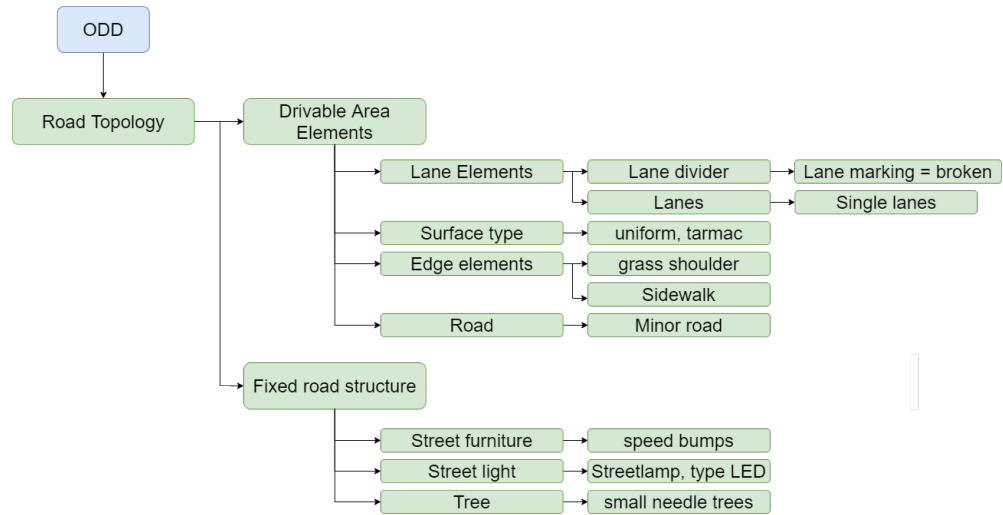 ODD
Road Topology
Drivable Area
Elements
Lane Elements
Lane divider
Lane marking = broken
Lanes
Single lanes
Surface type
uniform, tarmac
Edge elements
grass shoulder
Sidewalk
Road
Minor road
Fixed road structure
Street furniture
speed bumps
Street light
Streetlamp, type LED
Tree
small needle trees